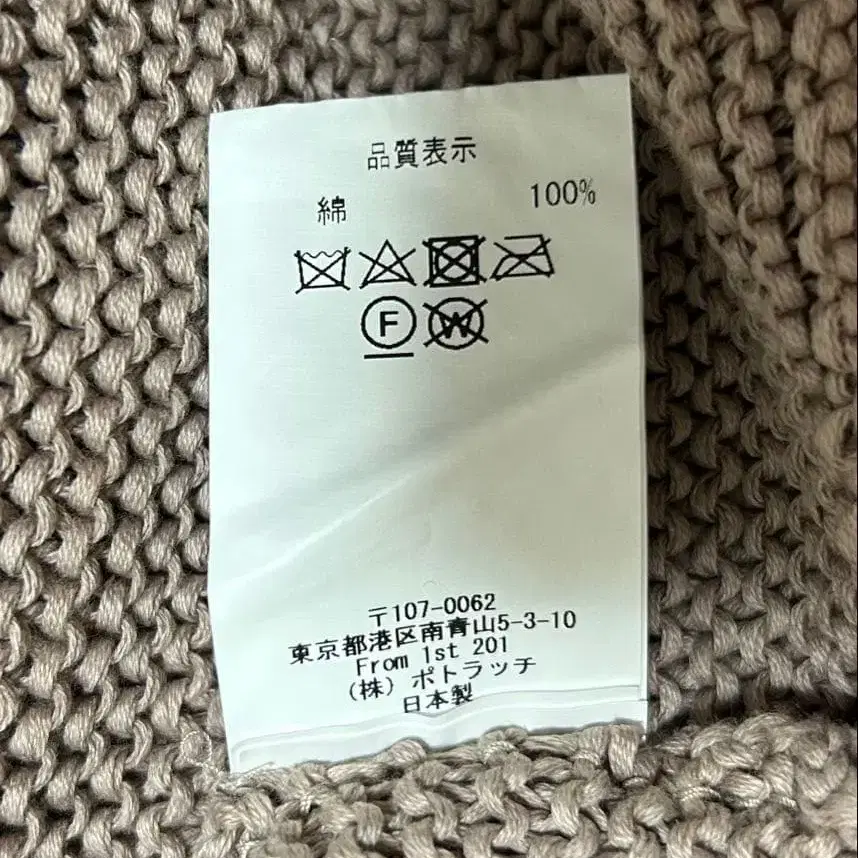 品質表示
綿 100%
F W
〒107-0062
東京都港区南青山5-3-10
From 1st 201
（株）ポトラッチ
日本製